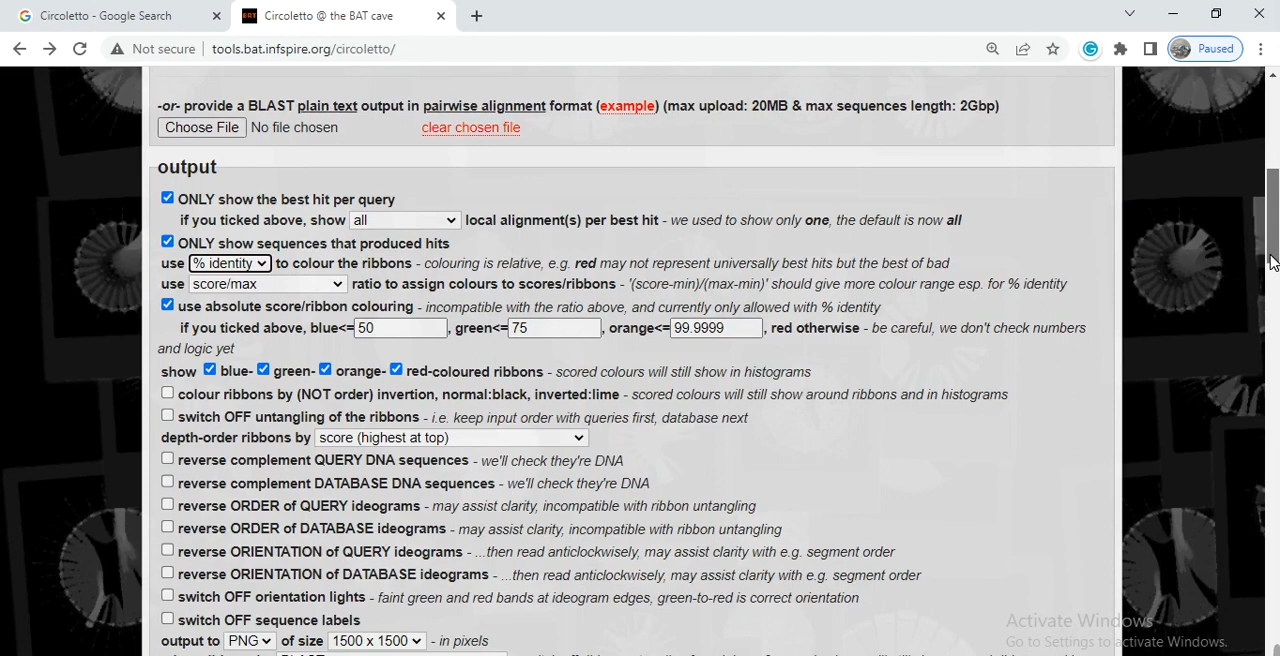 Circoletto - Google Search
Circoletto @ the BAT cave
Not secure
tools.bat.infspire.org/circoletto/
Paused
-or- provide a BLAST plain text output in pairwise alignment format (example) (max upload: 20MB & max sequences length: 2Gbp)
Choose File No file chosen clear chosen file
output
ONLY show the best hit per query
if you ticked above, show all local alignment(s) per best hit - we used to show only one, the default is now all
ONLY show sequences that produced hits
use % identity to colour the ribbons - colouring is relative, e.g. red may not represent universally best hits but the best of bad
use score/max ratio to assign colours to scores/ribbons - '(score-min)/(max-min)' should give more colour range esp. for % identity
use absolute score/ribbon colouring - incompatible with the ratio above, and currently only allowed with % identity
if you ticked above, blue<= 50 , green<= 75 , orange<= 99.9999 , red otherwise - be careful, we don't check numbers
and logic yet
show blue- green- orange- red-coloured ribbons - scored colours will still show in histograms
colour ribbons by (NOT order) invertion, normal:black, inverted:lime - scored colours will still show around ribbons and in histograms
switch OFF untangling of the ribbons - i.e. keep input order with queries first, database next
depth-order ribbons by score (highest at top)
reverse complement QUERY DNA sequences - we'll check they're DNA
reverse complement DATABASE DNA sequences - we'll check they're DNA
reverse ORDER of QUERY ideograms - may assist clarity, incompatible with ribbon untangling
reverse ORDER of DATABASE ideograms - may assist clarity, incompatible with ribbon untangling
reverse ORIENTATION of QUERY ideograms - ...then read anticlockwisely, may assist clarity with e.g. segment order
reverse ORIENTATION of DATABASE ideograms - ...then read anticlockwisely, may assist clarity with e.g. segment order
switch OFF orientation lights - faint green and red bands at ideogram edges, green-to-red is correct orientation
switch OFF sequence labels
output to PNG of size 1500 x 1500 - in pixels
Activate Windows
Go to Settings to activate Windows.